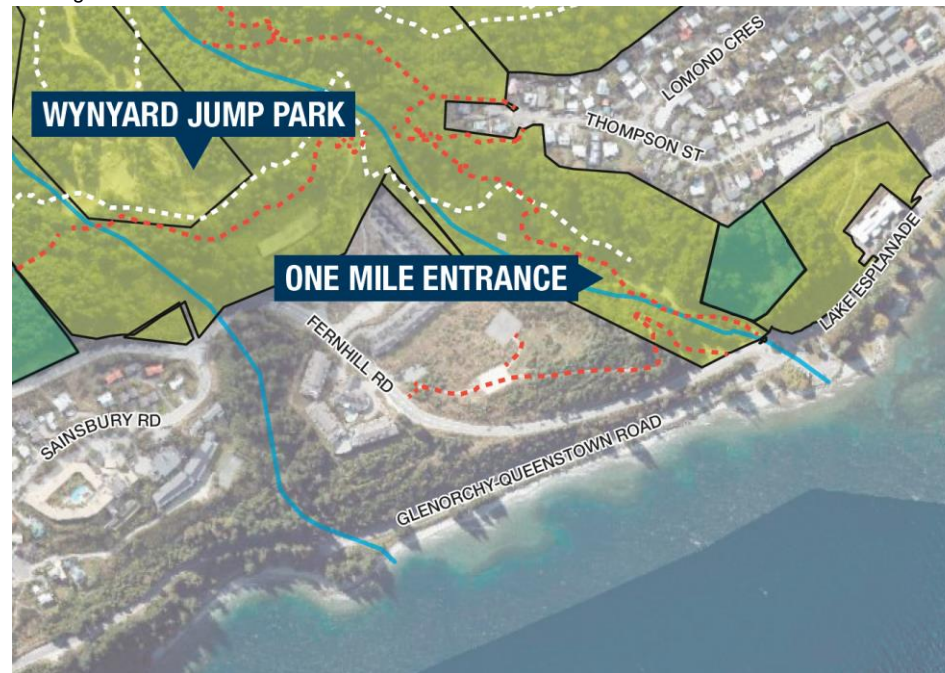 LOMOND CRES
WYNYARD JUMP PARK
THOMPSON ST
ONE MILE ENTRANCE
LAKE ESPLANADE
FERNHILL RD
SAINSBURY RD
GLENORCHY-QUEENSTOWN ROAD